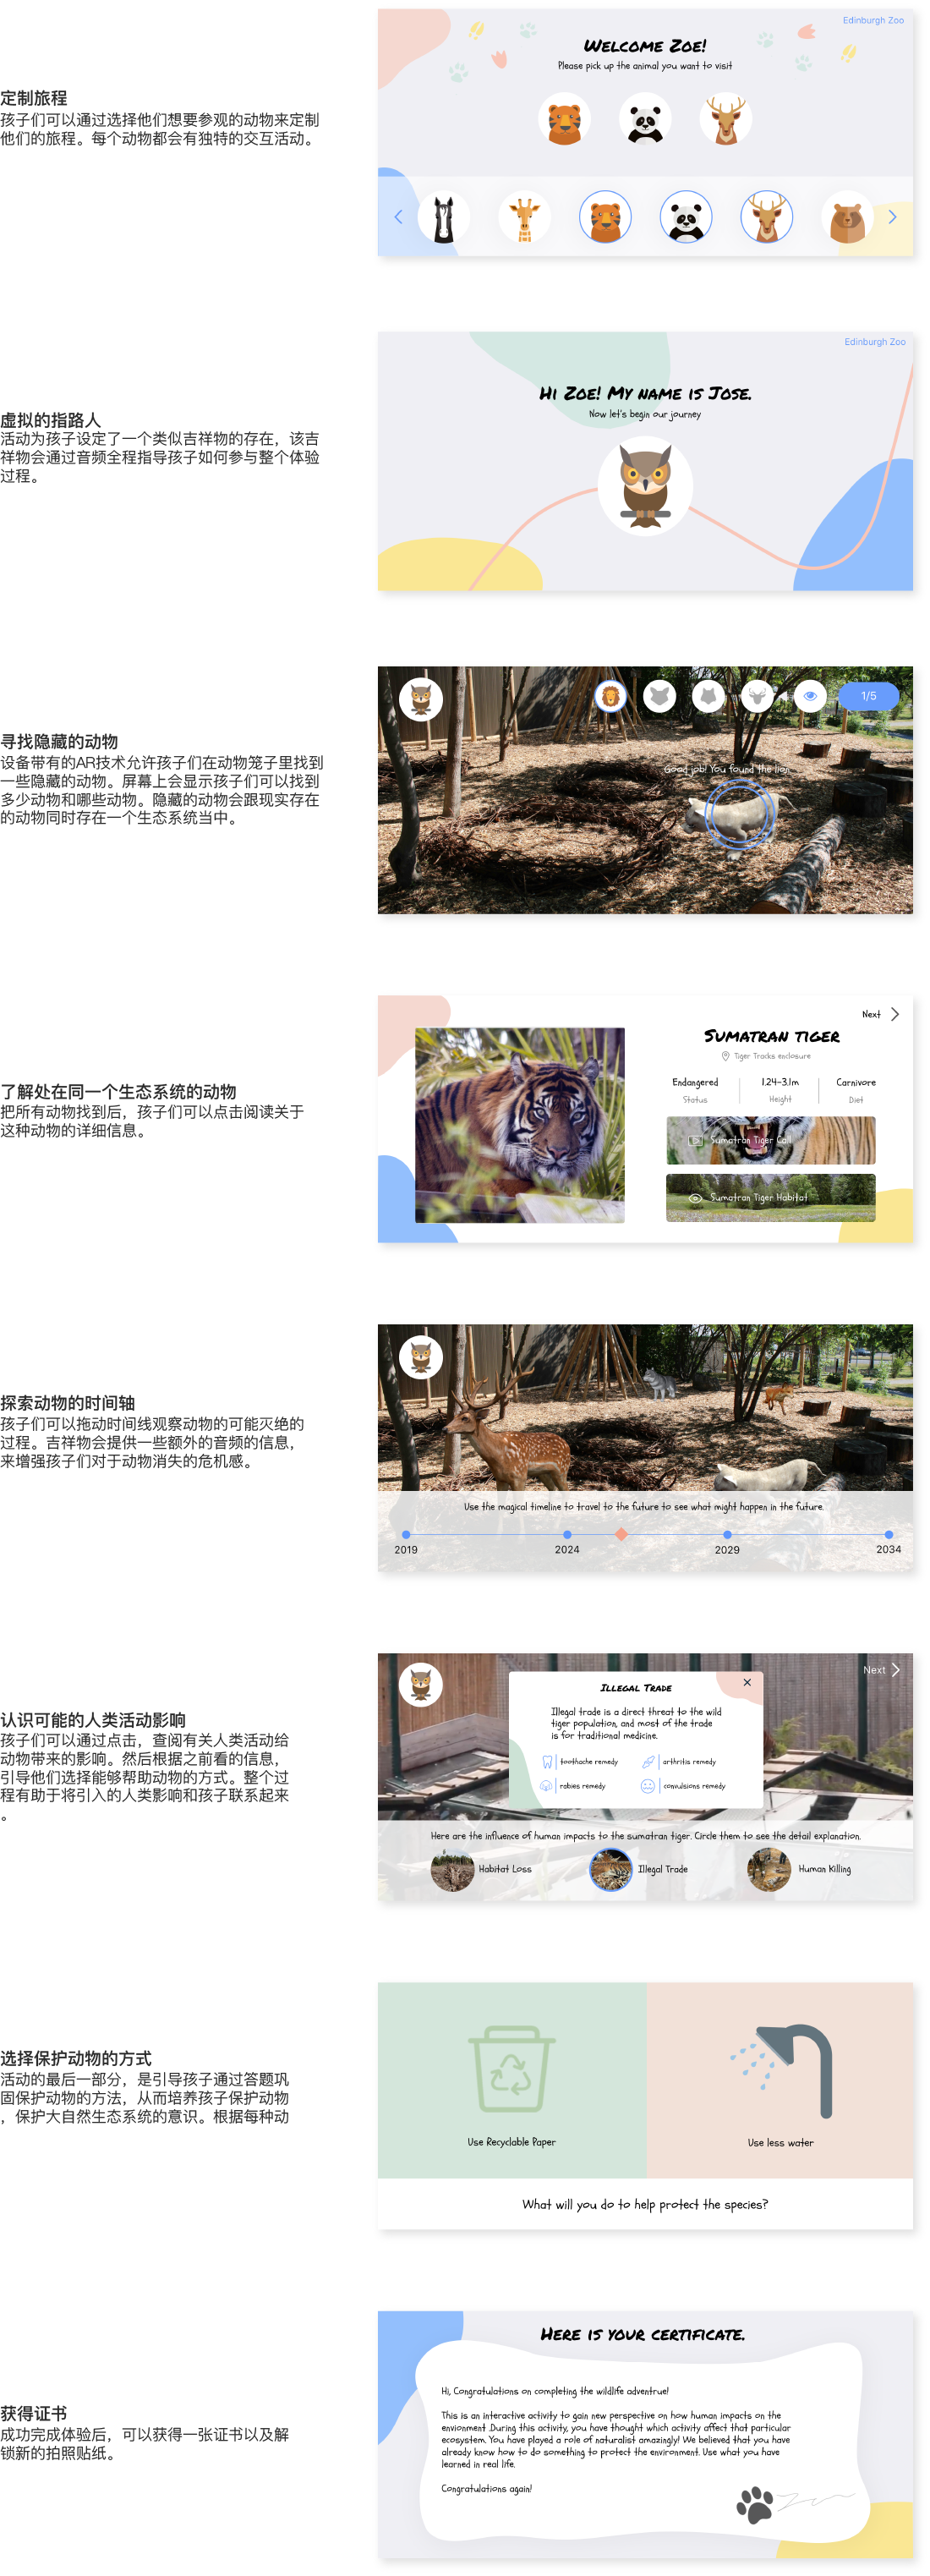 定制旅程
孩子们可以通过选择他们想要参观的动物来定制
他们的旅程。每个动物都会有独特的交互活动。
Edinburgh Zoo
Welcome Zoe!
Please pick up the animal you want to visit
虚拟的指路人
活动为孩子设定了一个类似吉祥物的存在，该吉
祥物会通过音频全程指导孩子如何参与整个体验
过程。
Edinburgh Zoo
Hi Zoe! My name is Jose.
Now let's begin our journey
寻找隐藏的动物
设备带有的AR技术允许孩子们在动物笼子里找到
一些隐藏的动物。屏幕上会显示孩子们可以找到
多少动物和哪些动物。隐藏的动物会跟现实存在
的动物同时存在一个生态系统当中。
1/5
Good job! You found the lion
了解处在同一个生态系统的动物
把所有动物找到后，孩子们可以点击阅读关于
这种动物的详细信息。
Next
Sumatran tiger
Tiger Tracks enclosure
Endangered
Status
1.24-3.1m
Height
Carnivore
Diet
Sumatran Tiger Call
Sumatran Tiger Habitat
探索动物的时间轴
孩子们可以拖动时间线观察动物的可能灭绝的
过程。吉祥物会提供一些额外的音频的信息，
来增强孩子们对于动物消失的危机感。
Use the magical timeline to travel to the future to see what might happen in the future.
2019
2024
2029
2034
认识可能的人类活动影响
孩子们可以通过点击，查阅有关人类活动给
动物带来的影响。然后根据之前看的信息，
引导他们选择能够帮助动物的方式。整个过
程有助于将引入的人类影响和孩子联系起来
。
Next
Illegal Trade
Illegal trade is a direct threat to the wild
tiger population, and most of the trade
is for traditional medicine.
toothache remedy
arthritis remedy
rabies remedy
convulsions remedy
Here are the influence of human impacts to the sumatran tiger. Circle them to see the detail explanation.
Habitat Loss
Illegal Trade
Human Killing
选择保护动物的方式
活动的最后一部分，是引导孩子通过答题巩
固保护动物的方法，从而培养孩子保护动物
，保护大自然生态系统的意识。根据每种动
Use Recyclable Paper
Use less water
What will you do to help protect the species?
获得证书
成功完成体验后，可以获得一张证书以及解
锁新的拍照贴纸。
Here is your certificate.
Hi, Congratulations on completing the wildlife adventrue!
This is an interactive activity to gain new perspective on how human impacts on the
envionment .During this activity, you have thought which activity affect that particular
ecosystem. You have played a role of naturalist amazingly! We believed that you have
already know how to do something to protect the environment. Use what you have
learned in real life.
Congratulations again!